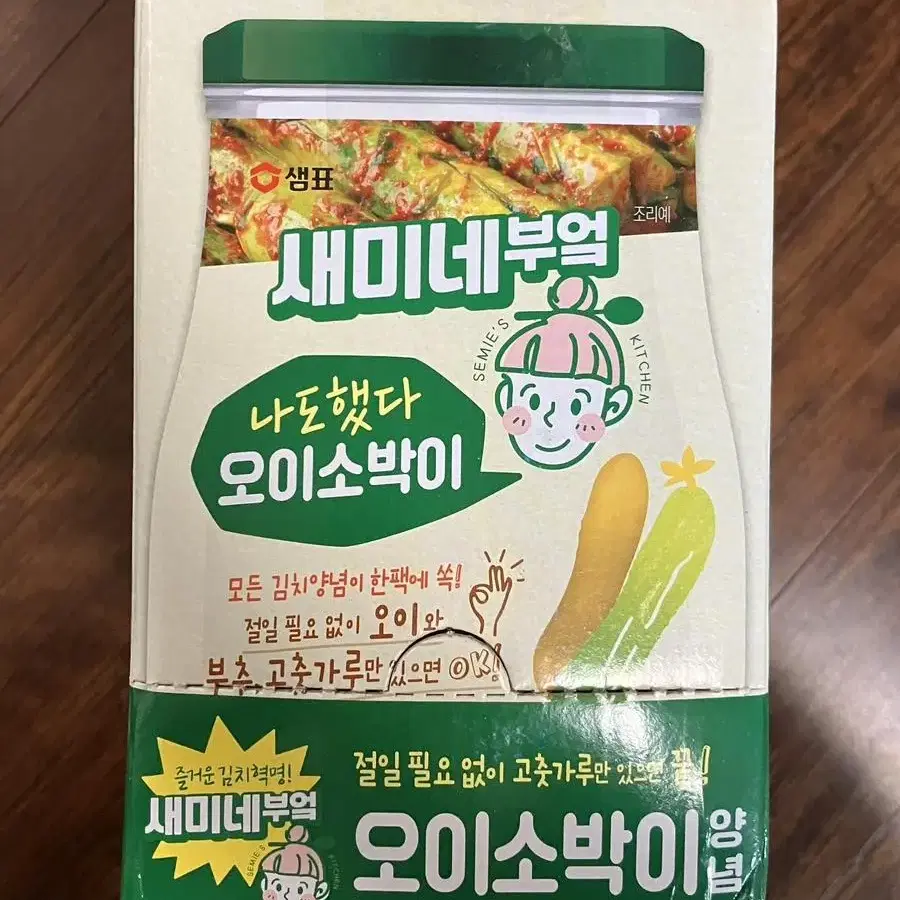 샘표
조리예
새미네부엌
SEMIE'S KITCHEN
나도했다
오이소박이
모든 김치양념이 한팩에 쏙!
절일 필요 없이 오이와
부추, 고춧가루만 있으면 OK!
즐거운 김치혁명!
새미네부엌
SEMIE'S KITCHEN
절일 필요 없이 고춧가루만 있으면 끝!
오이소박이 양념